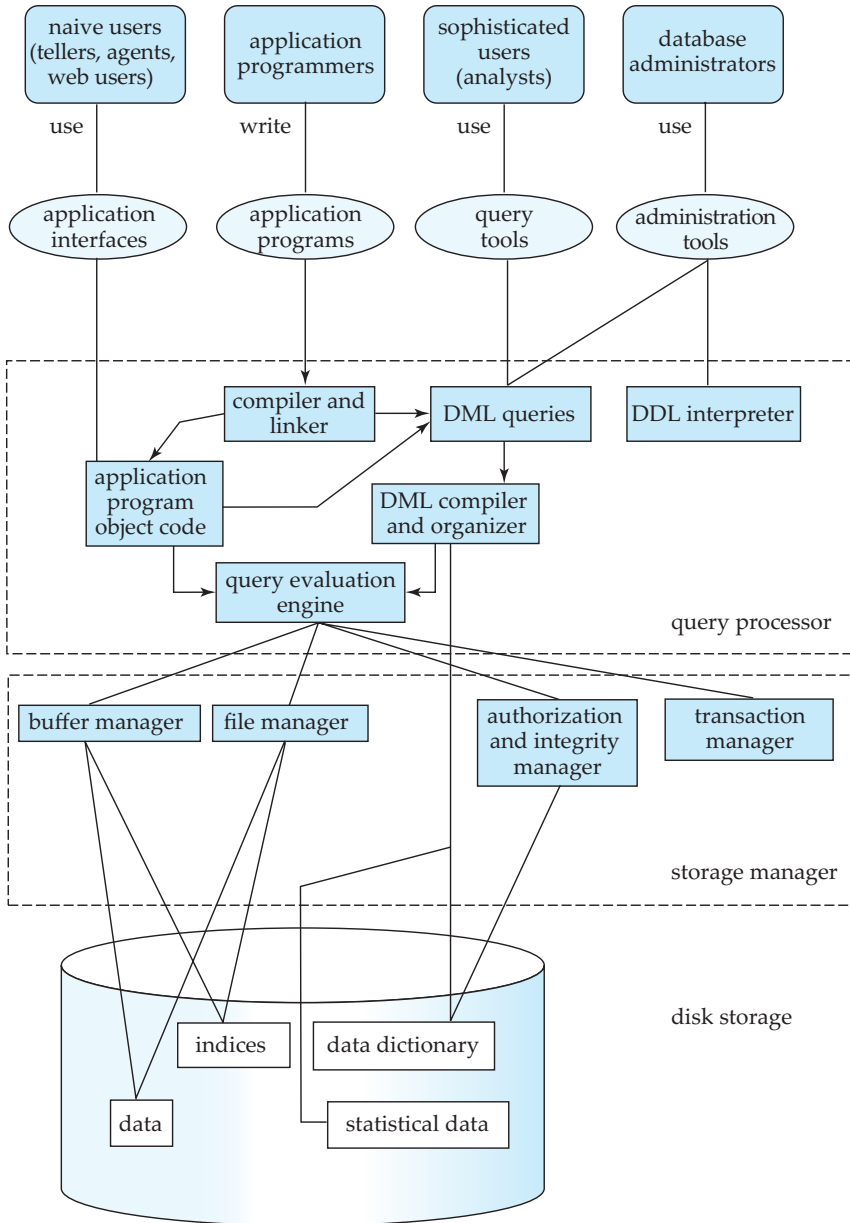 naive users
(tellers, agents,
web users)
application
programmers
sophisticated
users
(analysts)
database
administrators
use
write
use
use
application
interfaces
application
programs
query
tools
administration
tools
compiler and
linker
DML queries
DDL interpreter
application
program
object code
DML compiler
and organizer
query evaluation
engine
query processor
buffer manager
file manager
authorization
and integrity
manager
transaction
manager
storage manager
disk storage
indices
data dictionary
data
statistical data